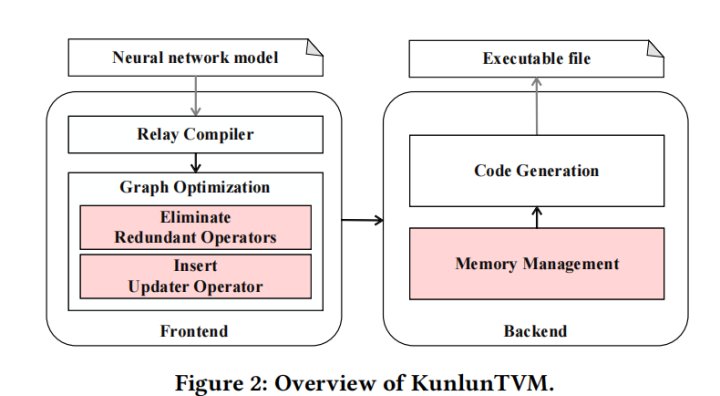 Neural network model
Relay Compiler
Graph Optimization
Eliminate
Redundant Operators
Insert
Updater Operator
Frontend
Executable file
Code Generation
Memory Management
Backend
Figure 2: Overview of KunlunTVM.